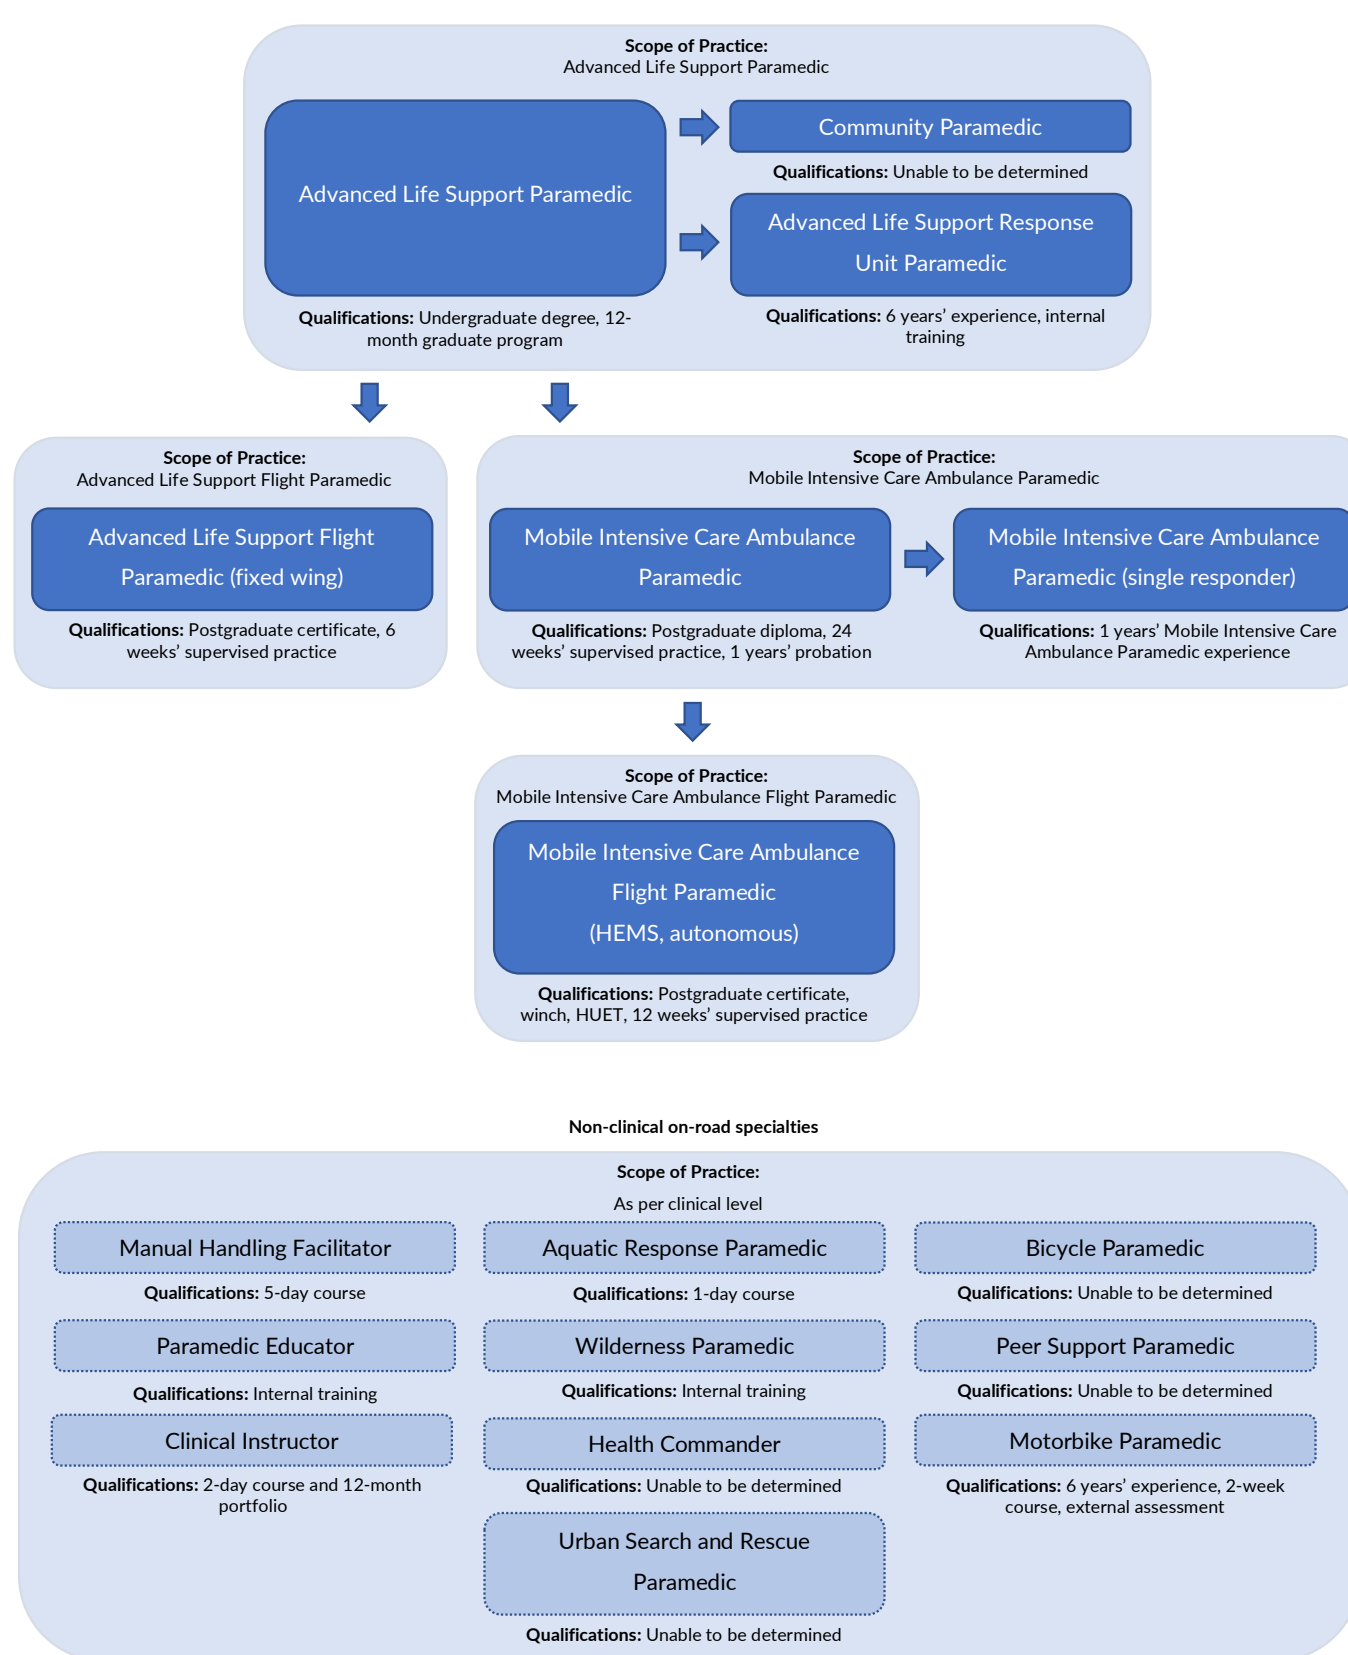 Scope of Practice:
Advanced Life Support Paramedic
Advanced Life Support Paramedic
Qualifications: Undergraduate degree, 12-
month graduate program
Community Paramedic
Qualifications: Unable to be determined
Advanced Life Support Response
Unit Paramedic
Qualifications: 6 years’ experience, internal
training
Scope of Practice:
Advanced Life Support Flight Paramedic
Advanced Life Support Flight
Paramedic (fixed wing)
Qualifications: Postgraduate certificate, 6
weeks’ supervised practice
Scope of Practice:
Mobile Intensive Care Ambulance Paramedic
Mobile Intensive Care Ambulance
Paramedic
Qualifications: Postgraduate diploma, 24
weeks’ supervised practice, 1 years’ probation
Mobile Intensive Care Ambulance
Paramedic (single responder)
Qualifications: 1 years’ Mobile Intensive Care
Ambulance Paramedic experience
Scope of Practice:
Mobile Intensive Care Ambulance Flight Paramedic
Mobile Intensive Care Ambulance
Flight Paramedic
(HEMS, autonomous)
Qualifications: Postgraduate certificate,
winch, HUET, 12 weeks’ supervised practice
Non-clinical on-road specialties
Scope of Practice:
As per clinical level
Manual Handling Facilitator
Qualifications: 5-day course
Paramedic Educator
Qualifications: Internal training
Clinical Instructor
Qualifications: 2-day course and 12-month
portfolio
Aquatic Response Paramedic
Qualifications: 1-day course
Wilderness Paramedic
Qualifications: Internal training
Health Commander
Qualifications: Unable to be determined
Urban Search and Rescue
Paramedic
Qualifications: Unable to be determined
Bicycle Paramedic
Qualifications: Unable to be determined
Peer Support Paramedic
Qualifications: Unable to be determined
Motorbike Paramedic
Qualifications: 6 years’ experience, 2-week
course, external assessment